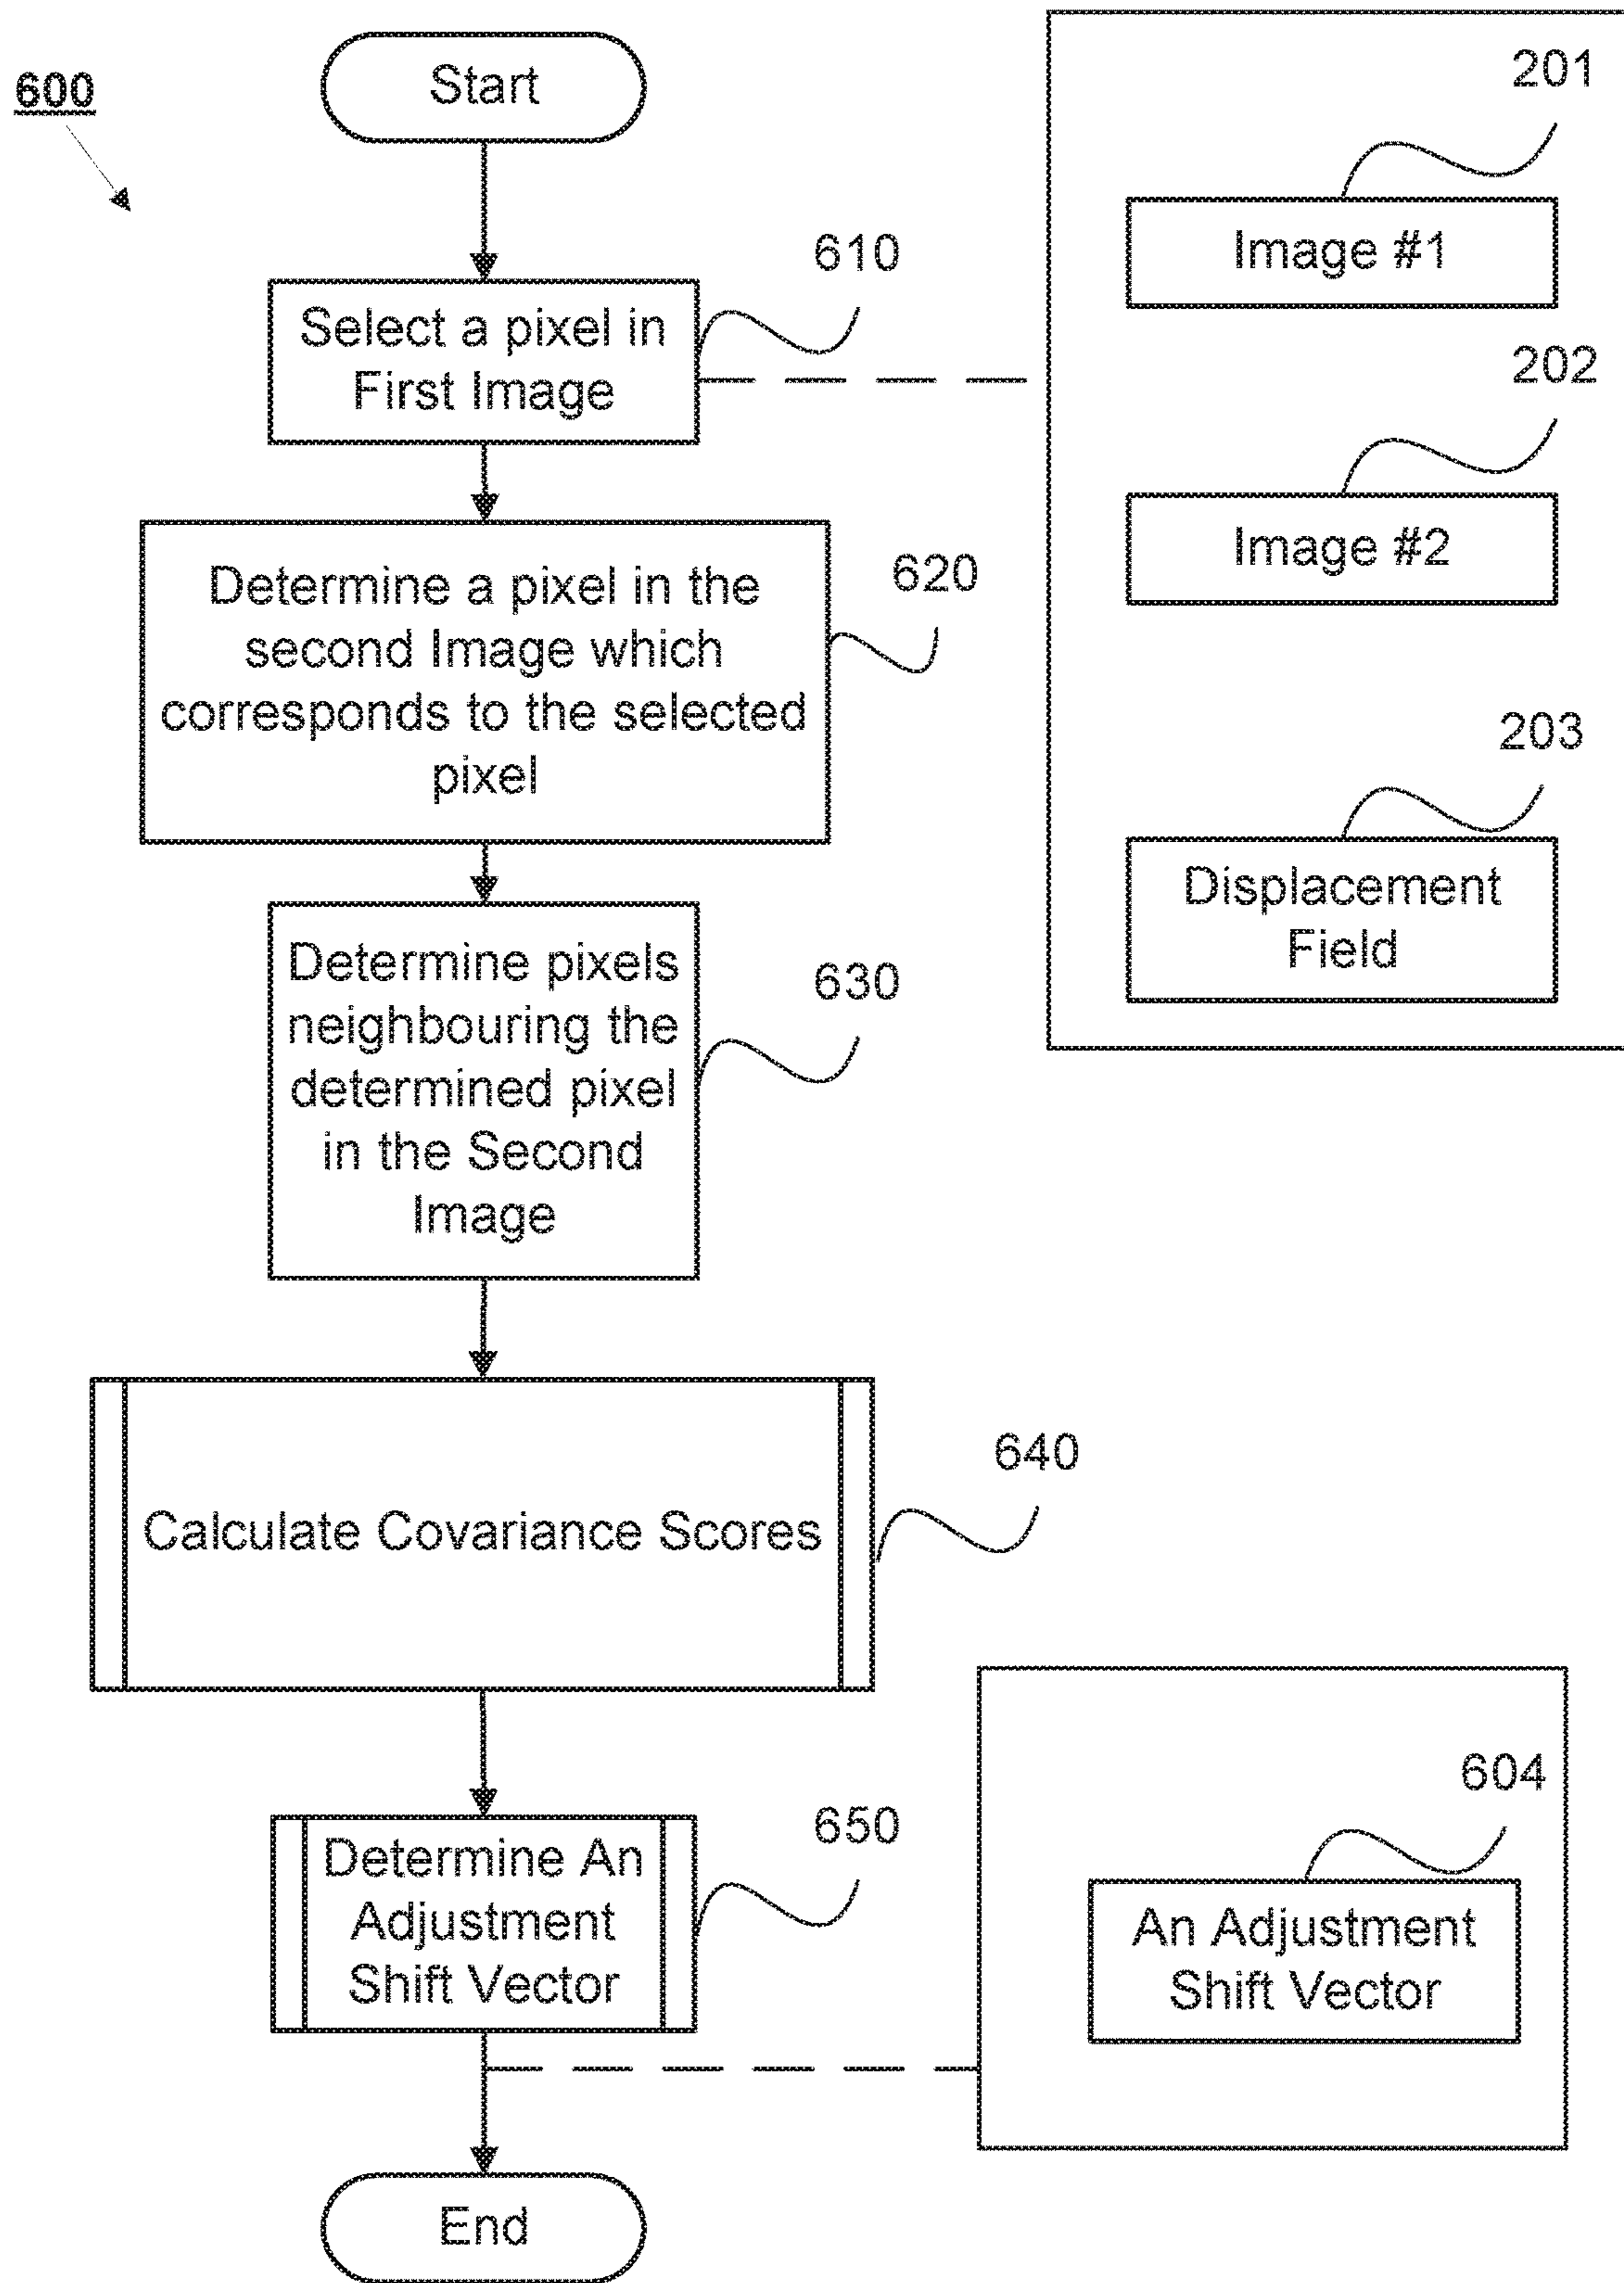 600
Start
610
Select a pixel in
First Image
620
Determine a pixel in the
second Image which
corresponds to the selected
pixel
630
Determine pixels
neighbouring the
determined pixel
in the Second
Image
640
Calculate Covariance Scores
650
Determine An
Adjustment
Shift Vector
End
201
Image #1
202
Image #2
203
Displacement
Field
604
An Adjustment
Shift Vector